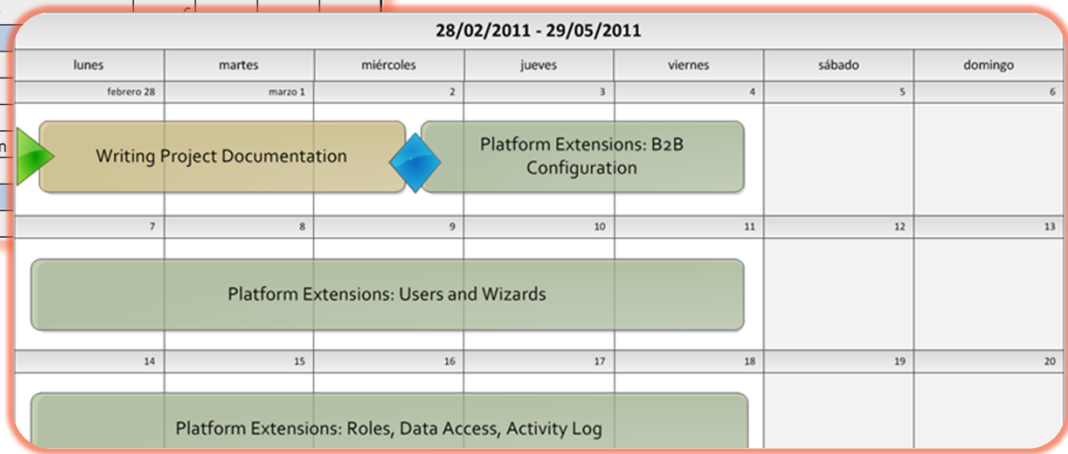 28/02/2011 - 29/05/2011
lunes martes miércoles jueves viernes sábado domingo
febrero 28 marzo 1 2 3 4 5 6
Writing Project Documentation
Platform Extensions: B2B
Configuration
7 8 9 10 11 12 13
Platform Extensions: Users and Wizards
14 15 16 17 18 19 20
Platform Extensions: Roles, Data Access, Activity Log